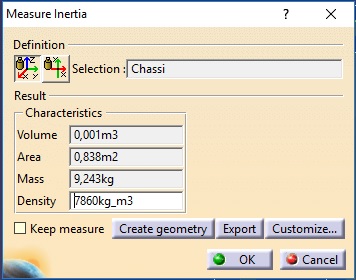 Measure Inertia ?
Definition
Selection : Chassi
Result
Characteristics
Volume 0,001m3
Area 0,838m2
Mass 9,243kg
Density 7860kg_m3
Keep measure Create geometry Export Customize...
OK Cancel